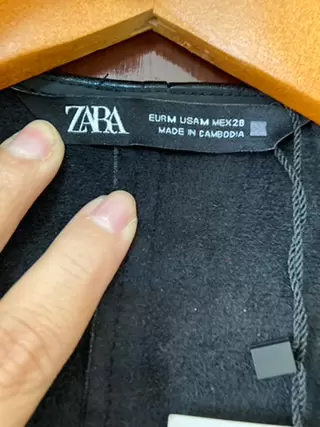 ZARA
EUR M USA M MEX 28
MADE IN CAMBODIA